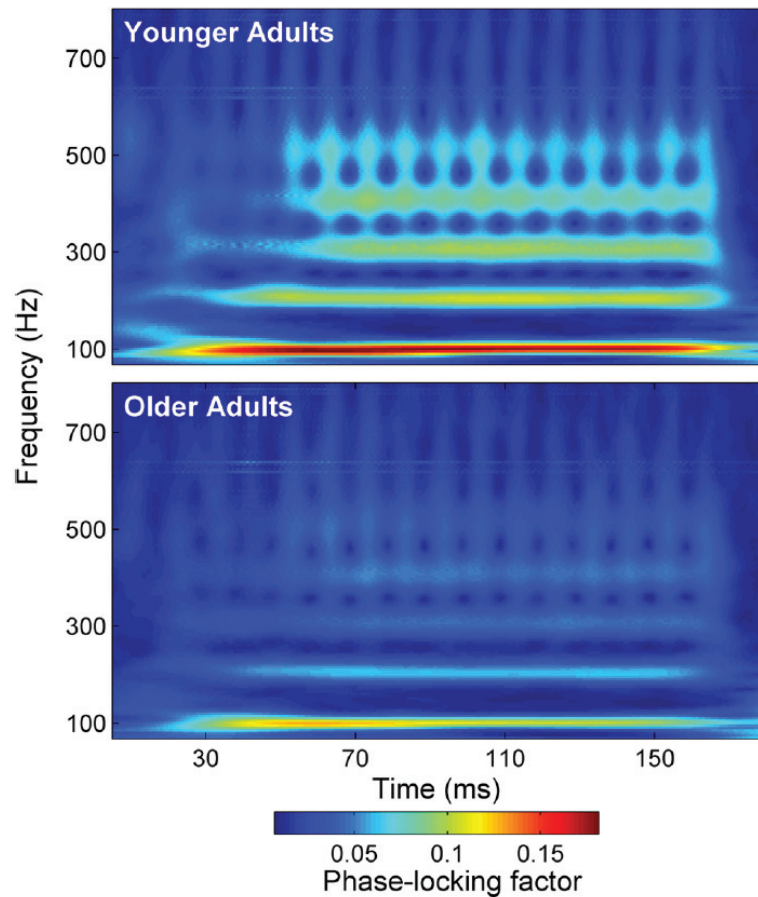 Younger Adults
700
500
300
100
Older Adults
700
500
300
100
Frequency (Hz)
30 70 110 150
Time (ms)
0.05 0.1 0.15
Phase-locking factor